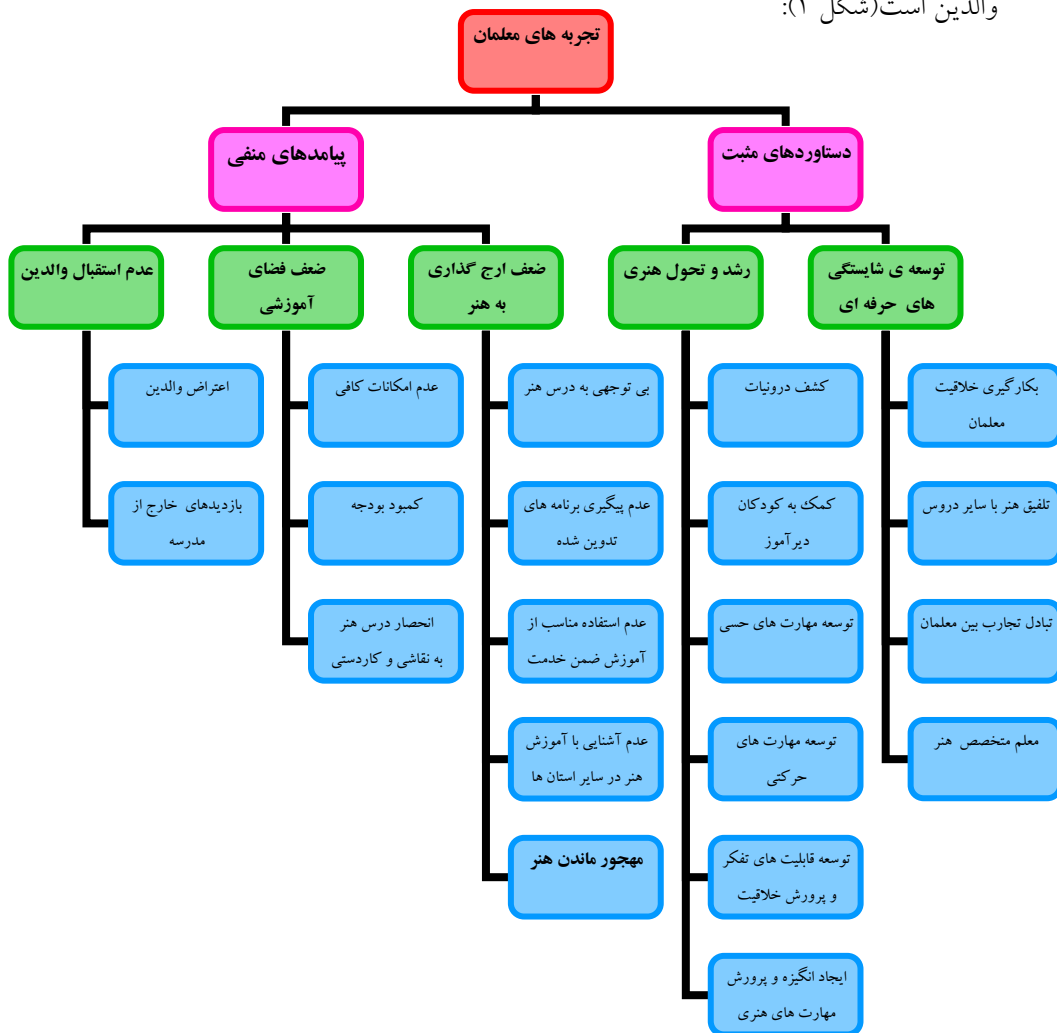 والدین است(شکل ۱):
تجربه های معلمان
دستاوردهای مثبت
پیامدهای منفی
توسعه ی شایستگی
های حرفه ای
رشد و تحول هنری
ضعف ارج گذاری
به هنر
ضعف فضای
آموزشی
عدم استقبال والدین
بکارگیری خلاقیت
معلمان
تلفیق هنر با سایر دروس
تبادل تجارب بین معلمان
معلم متخصص هنر
کشف درونیات
کمک به کودکان
دیرآموز
توسعه مهارت های حسی
توسعه مهارت های
حرکتی
توسعه قابلیت های تفکر
و پرورش خلاقیت
ایجاد انگیزه و پرورش
مهارت های هنری
بی توجهی به درس هنر
عدم پیگیری برنامه های
تدوین شده
عدم استفاده مناسب از
آموزش ضمن خدمت
عدم آشنایی با آموزش
هنر در سایر استان ها
مهجور ماندن هنر
عدم امکانات کافی
کمبود بودجه
انحصار درس هنر
به نقاشی و کاردستی
اعتراض والدین
بازدیدهای خارج از
مدرسه